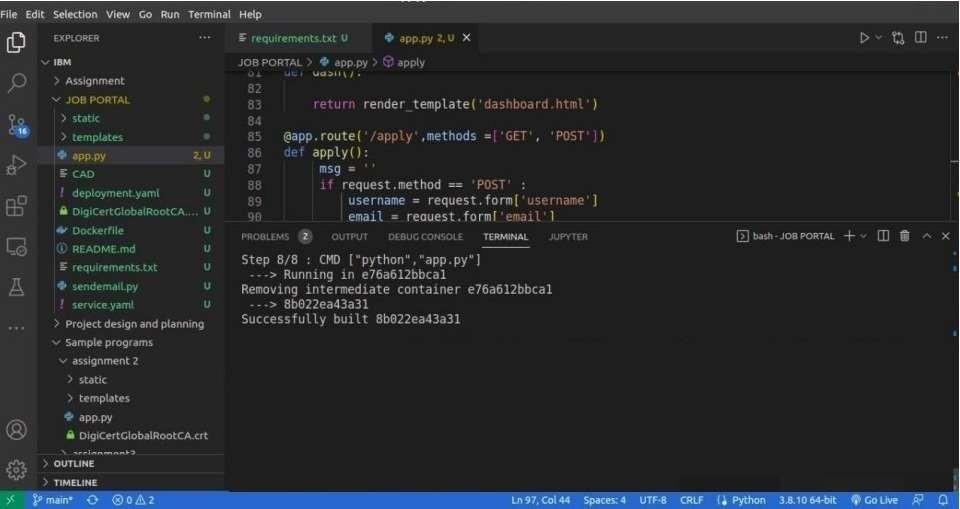 File Edit Selection View Go Run Terminal Help
EXPLORER ...
requirements.txt U
app.py 2, U
JOB PORTAL > app.py > apply
IBM
Assignment
JOB PORTAL
static
templates
app.py 2, U
CAD U
deployment.yaml U
DigiCertGlobalRootCA.... U
Dockerfile U
README.md U
requirements.txt U
sendemail.py U
service.yaml U
Project design and planning
Sample programs
assignment 2
static
templates
app.py
DigiCertGlobalRootCA.crt
assignment3
OUTLINE
TIMELINE
16
81 def dash():
82
83 return render_template('dashboard.html')
84
85 @app.route('/apply',methods =['GET', 'POST'])
86 def apply():
87 msg = ''
88 if request.method == 'POST' :
89 username = request.form['username']
90 email = request.form['email']
PROBLEMS 2 OUTPUT DEBUG CONSOLE TERMINAL JUPYTER bash - JOB PORTAL
Step 8/8 : CMD ["python","app.py"]
---> Running in e76a612bbca1
Removing intermediate container e76a612bbca1
---> 8b022ea43a31
Successfully built 8b022ea43a31
main* 0 2 Ln 97, Col 44 Spaces: 4 UTF-8 CRLF Python 3.8.10 64-bit Go Live